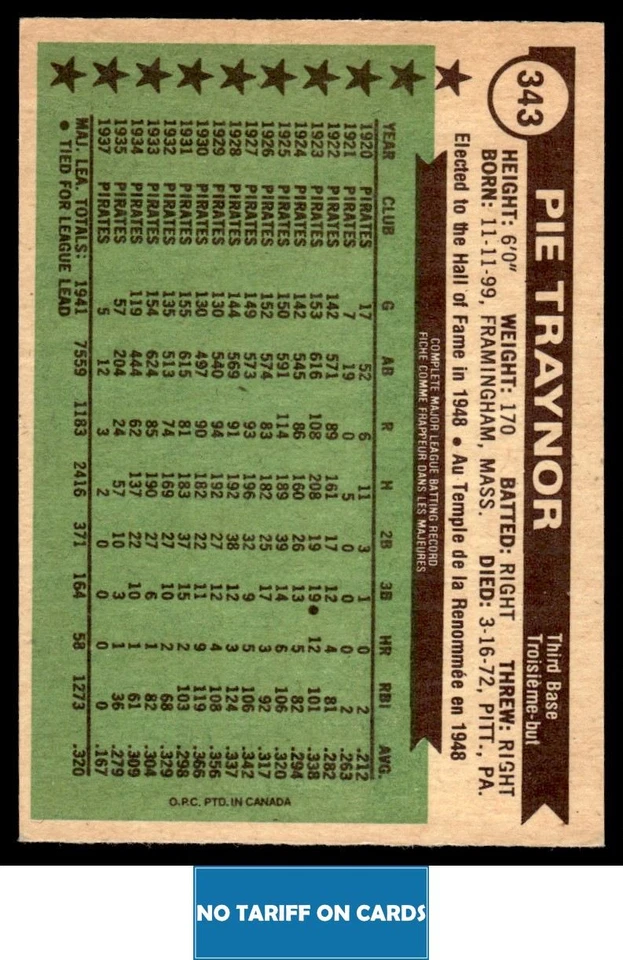 343
PIE TRAYNOR
Third Base
Troisième-but
HEIGHT: 6'0" WEIGHT: 170 BATTED: RIGHT THREW: RIGHT
BORN: 11-11-99, FRAMINGHAM, MASS. DIED: 3-16-72, PITT., PA.
Elected to the Hall of Fame in 1948 • Au Temple de la Renommée en 1948
COMPLETE MAJOR LEAGUE BATTING RECORD
FICHE COMME FRAPPEUR DANS LES MAJEURES
YEAR CLUB G AB R H 2B 3B HR RBI AVG.
1920 PIRATES 17 52 6 11 3 1 0 2 .212
1921 PIRATES 7 19 0 5 0 0 0 2 .263
1922 PIRATES 142 571 89 161 17 12 4 81 .282
1923 PIRATES 153 616 108 208 19 19• 12 101 .338
1924 PIRATES 142 545 86 160 26 13 5 82 .294
1925 PIRATES 150 591 114 189 39 14 6 106 .320
1926 PIRATES 152 574 83 182 25 17 3 92 .317
1927 PIRATES 149 573 93 196 32 9 5 106 .342
1928 PIRATES 144 569 91 192 38 12 3 124 .337
1929 PIRATES 130 540 94 192 27 12 4 108 .356
1930 PIRATES 130 497 90 182 22 11 9 119 .366
1931 PIRATES 155 615 81 183 37 15 2 103 .298
1932 PIRATES 135 513 74 169 27 10 2 68 .329
1933 PIRATES 154 624 85 190 27 6 1 82 .304
1934 PIRATES 119 444 62 137 22 10 1 61 .309
1935 PIRATES 57 204 24 57 10 3 1 36 .279
1937 PIRATES 5 12 3 2 0 0 0 0 .167
MAJ. LEA. TOTALS: 1941 7559 1183 2416 371 164 58 1273 .320
• TIED FOR LEAGUE LEAD
O.P.C. PTD. IN CANADA
NO TARIFF ON CARDS